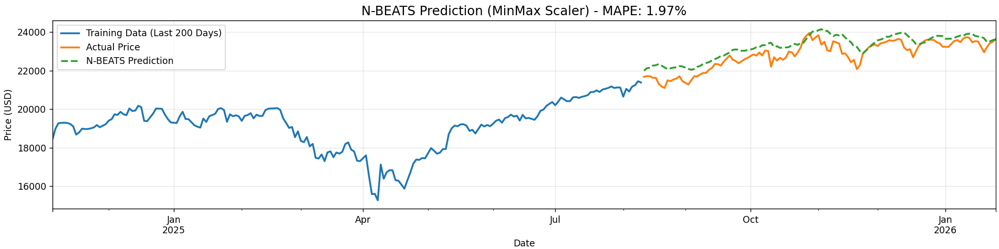 N-BEATS Prediction (MinMax Scaler) - MAPE: 1.97%
Training Data (Last 200 Days)
Actual Price
N-BEATS Prediction
Price (USD)
24000
22000
20000
18000
16000
Jan
2025
Apr
Jul
Oct
Jan
2026
Date